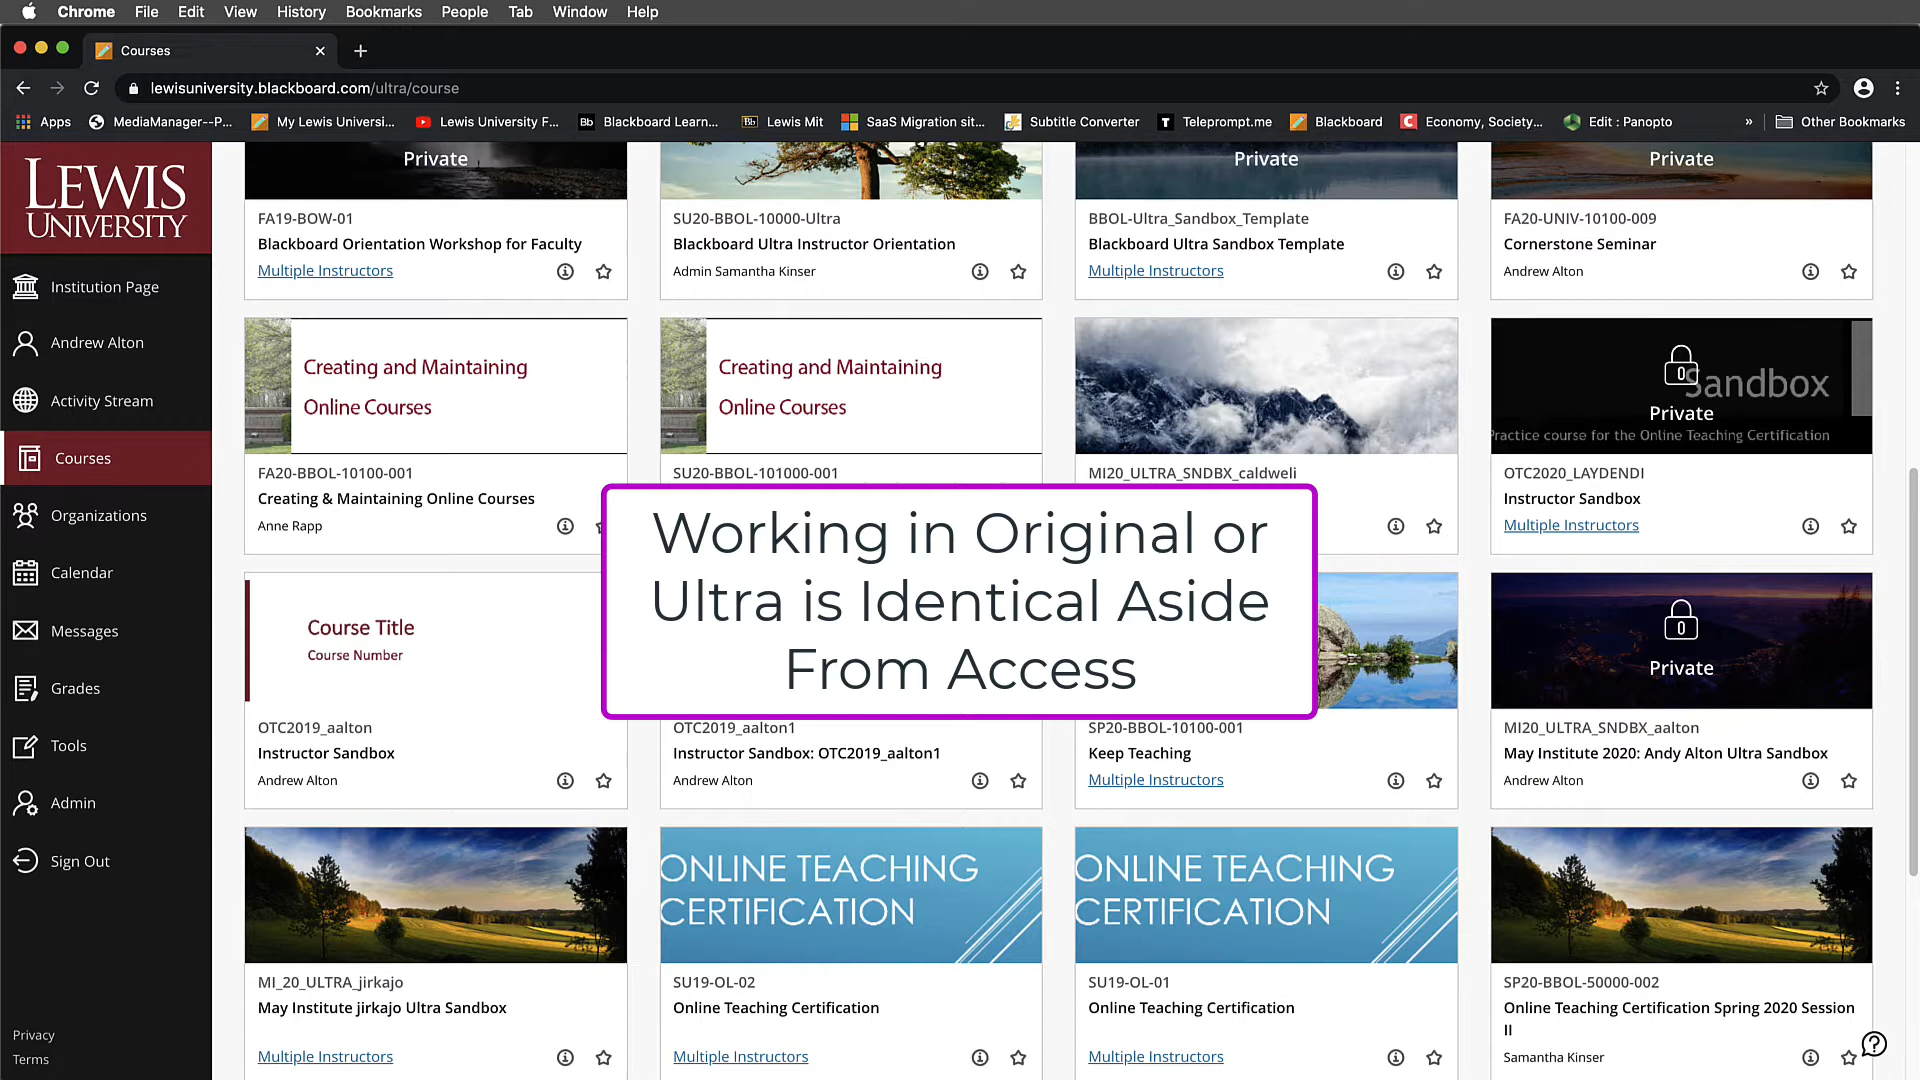 Chrome File Edit View History Bookmarks People Tab Window Help
Courses
lewisuniversity.blackboard.com/ultra/course
Apps MediaManager--P... My Lewis Universi... Lewis University F... Bb Blackboard Learn... Bb Lewis Mit SaaS Migration sit... Subtitle Converter T Teleprompt.me Blackboard C Economy, Society... Edit : Panopto » Other Bookmarks
LEWIS
UNIVERSITY
Institution Page
Andrew Alton
Activity Stream
Courses
Organizations
Calendar
Messages
Grades
Tools
Admin
Sign Out
Privacy
Terms
Private
FA19-BOW-01
Blackboard Orientation Workshop for Faculty
Multiple Instructors
SU20-BBOL-10000-Ultra
Blackboard Ultra Instructor Orientation
Admin Samantha Kinser
Private
BBOL-Ultra_Sandbox_Template
Blackboard Ultra Sandbox Template
Multiple Instructors
Private
FA20-UNIV-10100-009
Cornerstone Seminar
Andrew Alton
Creating and Maintaining
Online Courses
FA20-BBOL-10100-001
Creating & Maintaining Online Courses
Anne Rapp
Creating and Maintaining
Online Courses
SU20-BBOL-101000-001
MI20_ULTRA_SNDBX_caldweli
Sandbox
Private
Practice course for the Online Teaching Certification
OTC2020_LAYDENDI
Instructor Sandbox
Multiple Instructors
Working in Original or
Ultra is Identical Aside
From Access
Course Title
Course Number
OTC2019_aalton
Instructor Sandbox
Andrew Alton
OTC2019_aalton1
Instructor Sandbox: OTC2019_aalton1
Andrew Alton
SP20-BBOL-10100-001
Keep Teaching
Multiple Instructors
Private
MI20_ULTRA_SNDBX_aalton
May Institute 2020: Andy Alton Ultra Sandbox
Andrew Alton
MI_20_ULTRA_jirkajo
May Institute jirkajo Ultra Sandbox
Multiple Instructors
ONLINE TEACHING
CERTIFICATION
SU19-OL-02
Online Teaching Certification
Multiple Instructors
ONLINE TEACHING
CERTIFICATION
SU19-OL-01
Online Teaching Certification
Multiple Instructors
SP20-BBOL-50000-002
Online Teaching Certification Spring 2020 Session
II
Samantha Kinser